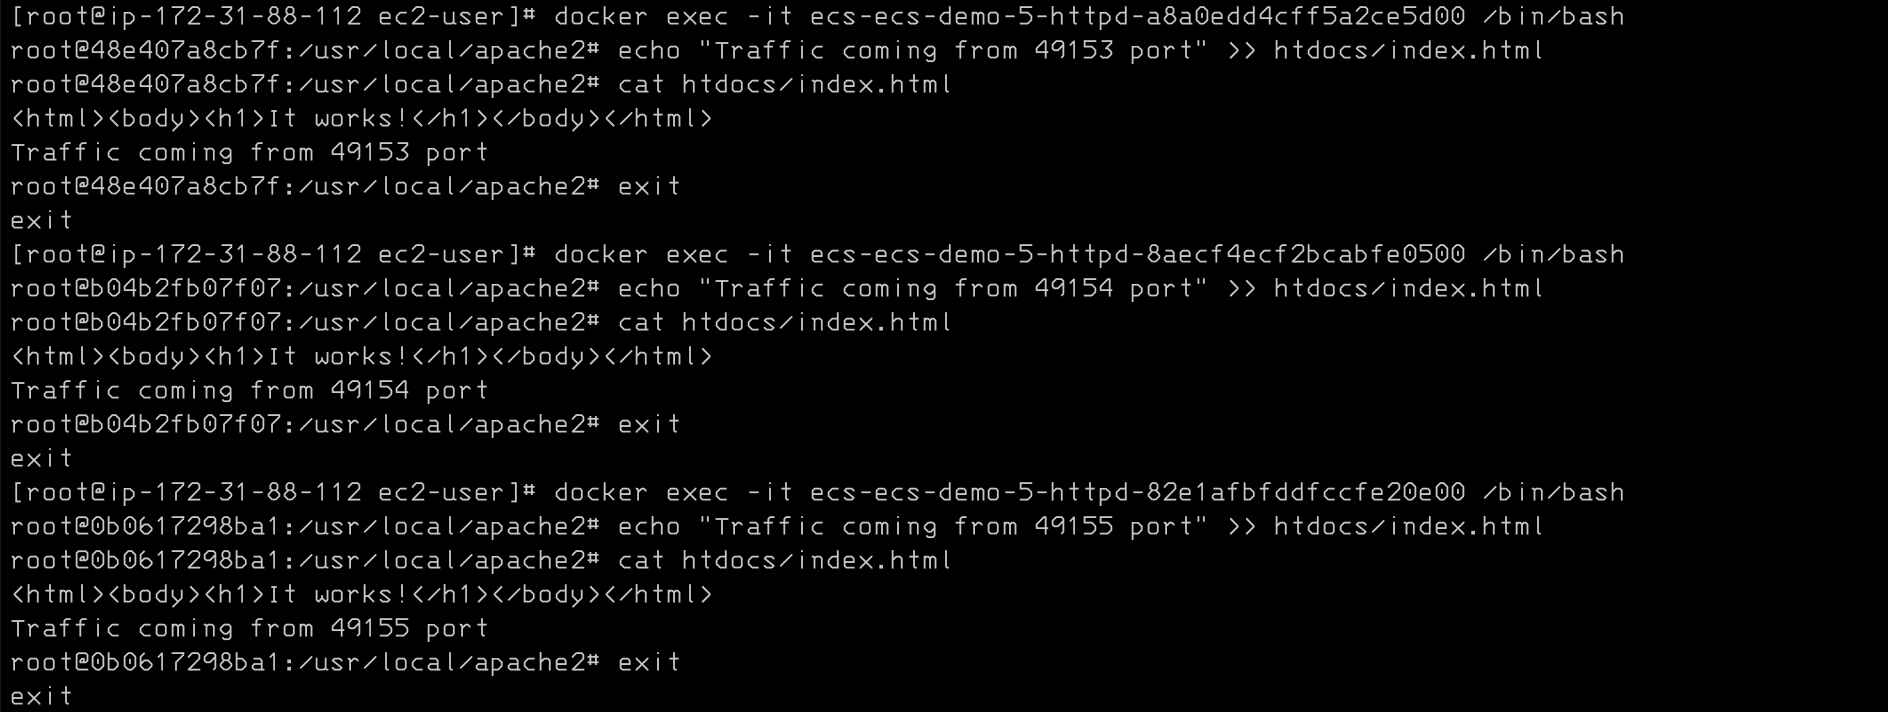 [root@ip-172-31-88-112 ec2-user]# docker exec -it ecs-ecs-demo-5-httpd-a8a0edd4cff5a2ce5d00 /bin/bash
root@48e407a8cb7f:/usr/local/apache2# echo "Traffic coming from 49153 port" >> htdocs/index.html
root@48e407a8cb7f:/usr/local/apache2# cat htdocs/index.html
<html><body><h1>It works!</h1></body></html>
Traffic coming from 49153 port
root@48e407a8cb7f:/usr/local/apache2# exit
exit
[root@ip-172-31-88-112 ec2-user]# docker exec -it ecs-ecs-demo-5-httpd-8aecf4ecf2bcabfe0500 /bin/bash
root@b04b2fb07f07:/usr/local/apache2# echo "Traffic coming from 49154 port" >> htdocs/index.html
root@b04b2fb07f07:/usr/local/apache2# cat htdocs/index.html
<html><body><h1>It works!</h1></body></html>
Traffic coming from 49154 port
root@b04b2fb07f07:/usr/local/apache2# exit
exit
[root@ip-172-31-88-112 ec2-user]# docker exec -it ecs-ecs-demo-5-httpd-82e1afbfddfccfe20e00 /bin/bash
root@0b0617298ba1:/usr/local/apache2# echo "Traffic coming from 49155 port" >> htdocs/index.html
root@0b0617298ba1:/usr/local/apache2# cat htdocs/index.html
<html><body><h1>It works!</h1></body></html>
Traffic coming from 49155 port
root@0b0617298ba1:/usr/local/apache2# exit
exit